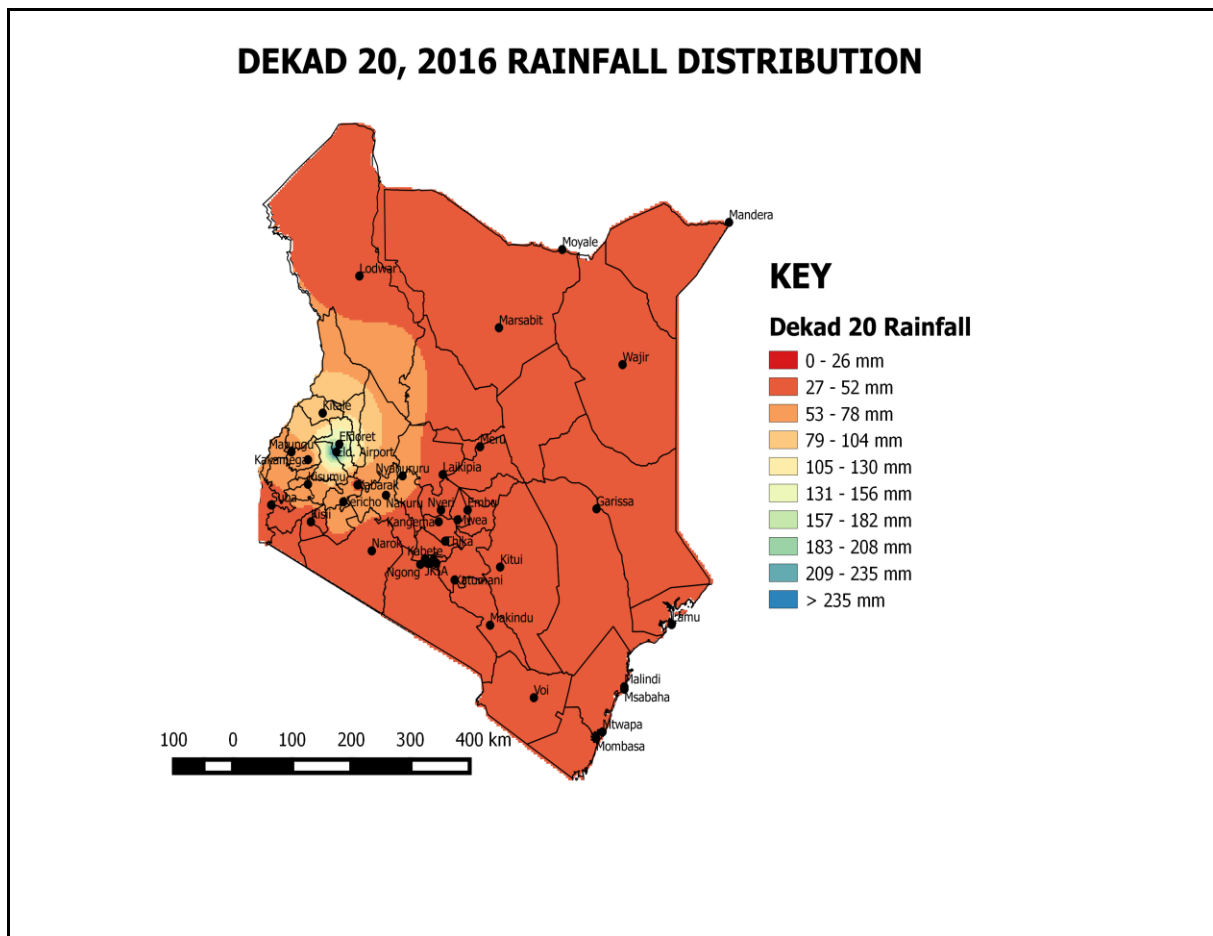 DEKAD 20, 2016 RAINFALL DISTRIBUTION
Mandera
Moyale
Lodwar
Marsabit
Wajir
Kitale
Eldoret
Matungu
Eld. Airport
Kakamega
Meru
Nyahururu
Laikipia
Kisumu
Kabarak
Suba
Kericho
Nakuru
Nyeri
Embu
Garissa
Kisii
Kangema
Mwea
Thika
Narok
Kabete
Ngong
JKIA
Kitui
Katumani
Makindu
Lamu
Malindi
Msabaha
Voi
Mtwapa
Mombasa
KEY
Dekad 20 Rainfall
0 - 26 mm
27 - 52 mm
53 - 78 mm
79 - 104 mm
105 - 130 mm
131 - 156 mm
157 - 182 mm
183 - 208 mm
209 - 235 mm
> 235 mm
100 0 100 200 300 400 km